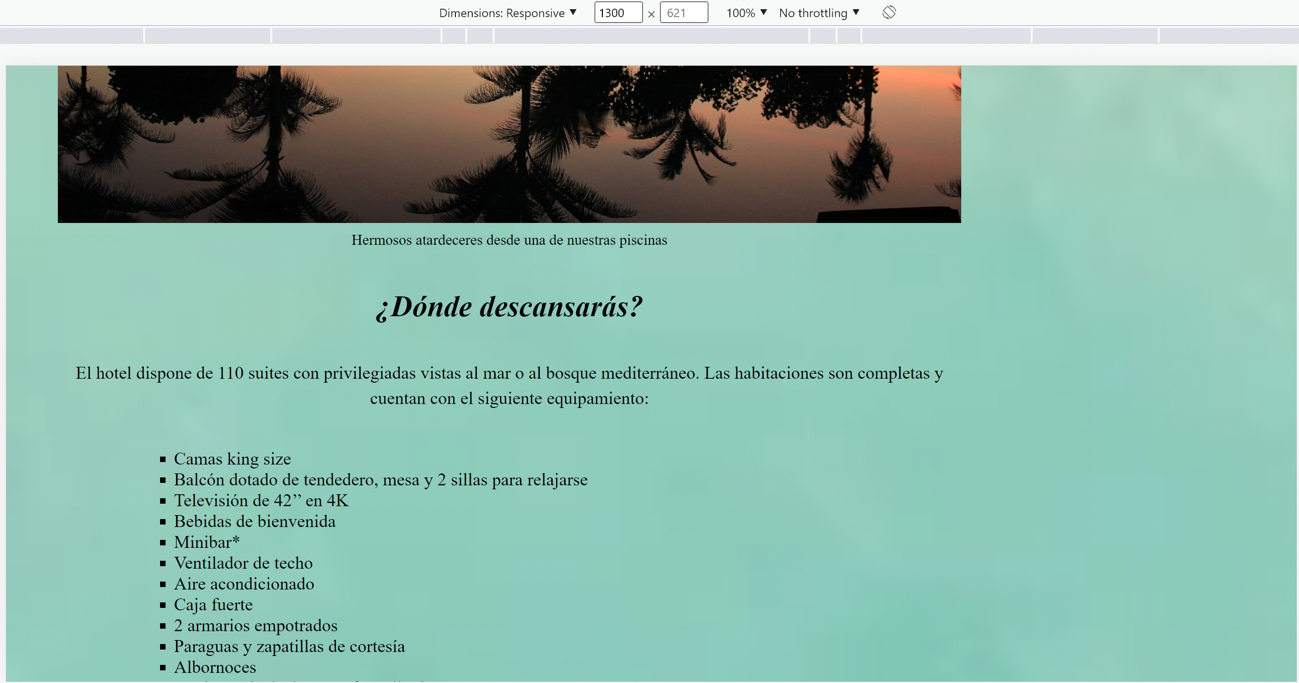 Dimensions: Responsive ▼ 1300 × 621 100% ▼ No throttling ▼
Hermosos atardeceres desde una de nuestras piscinas
¿Dónde descansarás?
El hotel dispone de 110 suites con privilegiadas vistas al mar o al bosque mediterráneo. Las habitaciones son completas y
cuentan con el siguiente equipamiento:
Camas king size
Balcón dotado de tendedero, mesa y 2 sillas para relajarse
Televisión de 42’’ en 4K
Bebidas de bienvenida
Minibar*
Ventilador de techo
Aire acondicionado
Caja fuerte
2 armarios empotrados
Paraguas y zapatillas de cortesía
Albornoces